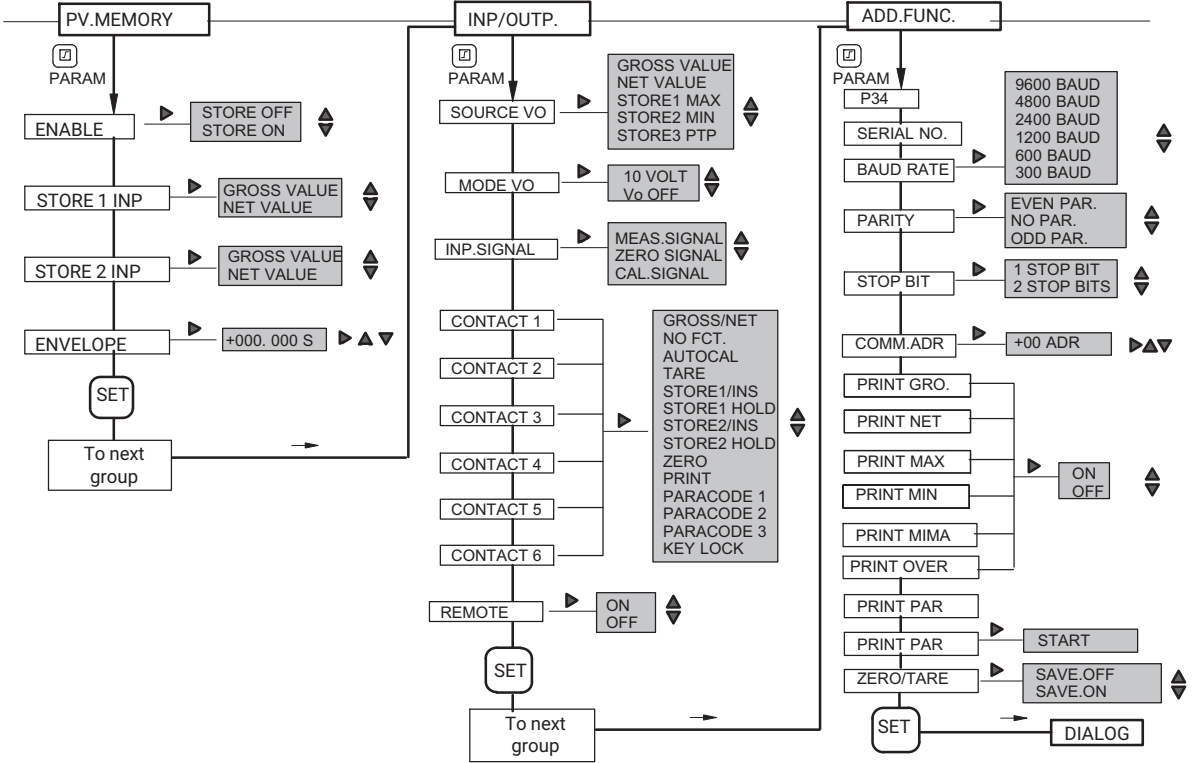 PV.MEMORY
PARAM
ENABLE
STORE OFF
STORE ON
STORE 1 INP
GROSS VALUE
NET VALUE
STORE 2 INP
GROSS VALUE
NET VALUE
ENVELOPE
+000. 000 S
SET
To next
group
INP/OUTP.
PARAM
SOURCE VO
GROSS VALUE
NET VALUE
STORE1 MAX
STORE2 MIN
STORE3 PTP
MODE VO
10 VOLT
Vo OFF
INP.SIGNAL
MEAS.SIGNAL
ZERO SIGNAL
CAL.SIGNAL
CONTACT 1
CONTACT 2
CONTACT 3
CONTACT 4
CONTACT 5
CONTACT 6
GROSS/NET
NO FCT.
AUTOCAL
TARE
STORE1/INS
STORE1 HOLD
STORE2/INS
STORE2 HOLD
ZERO
PRINT
PARACODE 1
PARACODE 2
PARACODE 3
KEY LOCK
REMOTE
ON
OFF
SET
To next
group
ADD.FUNC.
PARAM
P34
SERIAL NO.
BAUD RATE
9600 BAUD
4800 BAUD
2400 BAUD
1200 BAUD
600 BAUD
300 BAUD
PARITY
EVEN PAR.
NO PAR.
ODD PAR.
STOP BIT
1 STOP BIT
2 STOP BITS
COMM.ADR
+00 ADR
PRINT GRO.
PRINT NET
PRINT MAX
PRINT MIN
PRINT MIMA
PRINT OVER
ON
OFF
PRINT PAR
PRINT PAR
START
ZERO/TARE
SAVE.OFF
SAVE.ON
SET
DIALOG